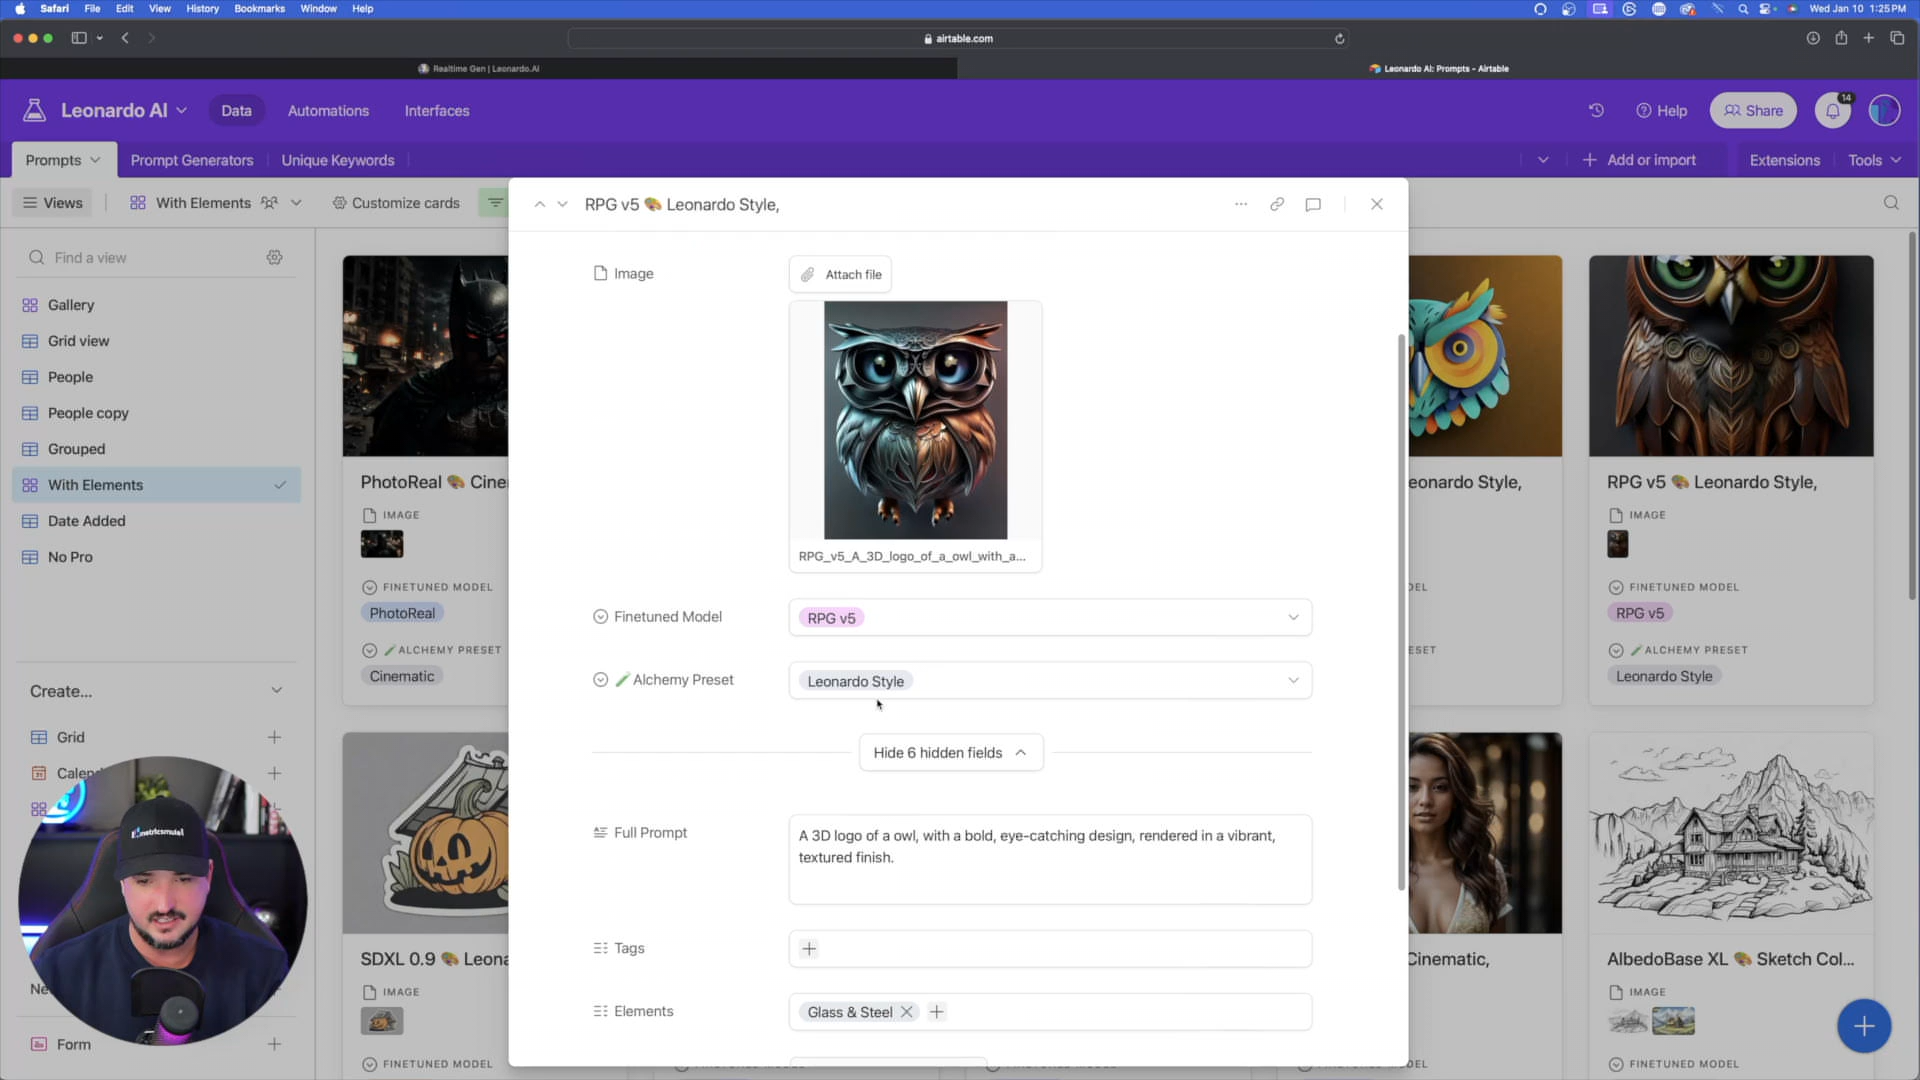 Safari File Edit View History Bookmarks Window Help
Wed Jan 10 1:25PM
airtable.com
Realtime Gen | Leonardo.AI
Leonardo AI: Prompts - Airtable
Leonardo AI Data Automations Interfaces
Help Share 14
Prompts Prompt Generators Unique Keywords
Add or import Extensions Tools
Views With Elements Customize cards
Find a view
Gallery
Grid view
People
People copy
Grouped
With Elements
Date Added
No Pro
Create...
Grid
Calen
Form
RPG v5 🎨 Leonardo Style,
Image
Attach file
RPG_v5_A_3D_logo_of_a_owl_with_a...
Finetuned Model
RPG v5
Alchemy Preset
Leonardo Style
Hide 6 hidden fields
Full Prompt
A 3D logo of a owl, with a bold, eye-catching design, rendered in a vibrant,
textured finish.
Tags
Elements
Glass & Steel
PhotoReal 🎨 Cine
IMAGE
FINETUNED MODEL
PhotoReal
ALCHEMY PRESET
Cinematic
SDXL 0.9 🎨 Leona
IMAGE
FINETUNED MODEL
eonardo Style,
DEL
ESET
Cinematic,
RPG v5 🎨 Leonardo Style,
IMAGE
FINETUNED MODEL
RPG v5
ALCHEMY PRESET
Leonardo Style
AlbedoBase XL 🎨 Sketch Col...
IMAGE
FINETUNED MODEL